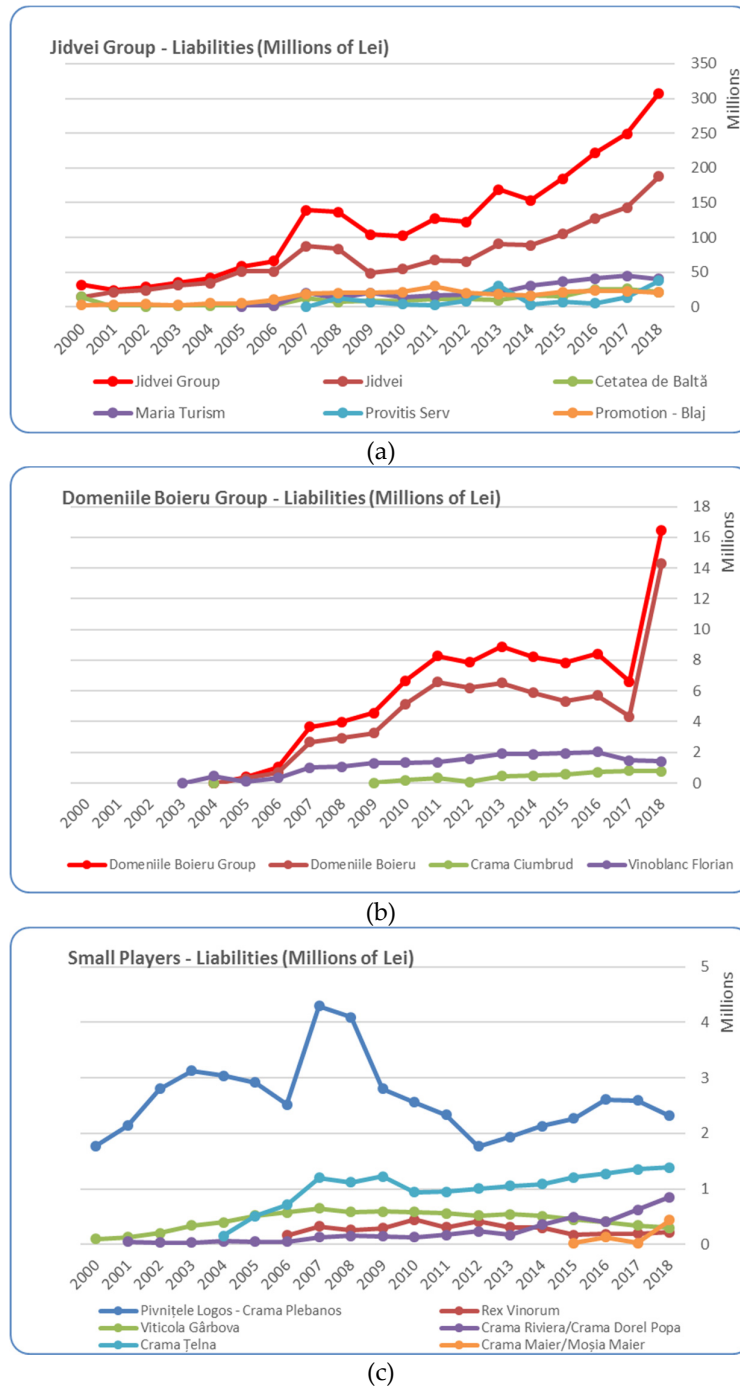 Jidvei Group - Liabilities (Millions of Lei)
350
300
250
200
150
100
50
0
Millions
2000 2001 2002 2003 2004 2005 2006 2007 2008 2009 2010 2011 2012 2013 2014 2015 2016 2017 2018
Jidvei Group Jidvei Cetatea de Baltă
Maria Turism Provitis Serv Promotion - Blaj
(a)
Domeniile Boieru Group - Liabilities (Millions of Lei)
18
16
14
12
10
8
6
4
2
0
Millions
2000 2001 2002 2003 2004 2005 2006 2007 2008 2009 2010 2011 2012 2013 2014 2015 2016 2017 2018
Domeniile Boieru Group Domeniile Boieru Crama Ciumbrud Vinoblanc Florian
(b)
Small Players - Liabilities (Millions of Lei)
5
4
3
2
1
0
Millions
2000 2001 2002 2003 2004 2005 2006 2007 2008 2009 2010 2011 2012 2013 2014 2015 2016 2017 2018
Pivnițele Logos - Crama Plebanos Rex Vinorum
Viticola Gârbova Crama Riviera/Crama Dorel Popa
Crama Țelna Crama Maier/Moșia Maier
(c)